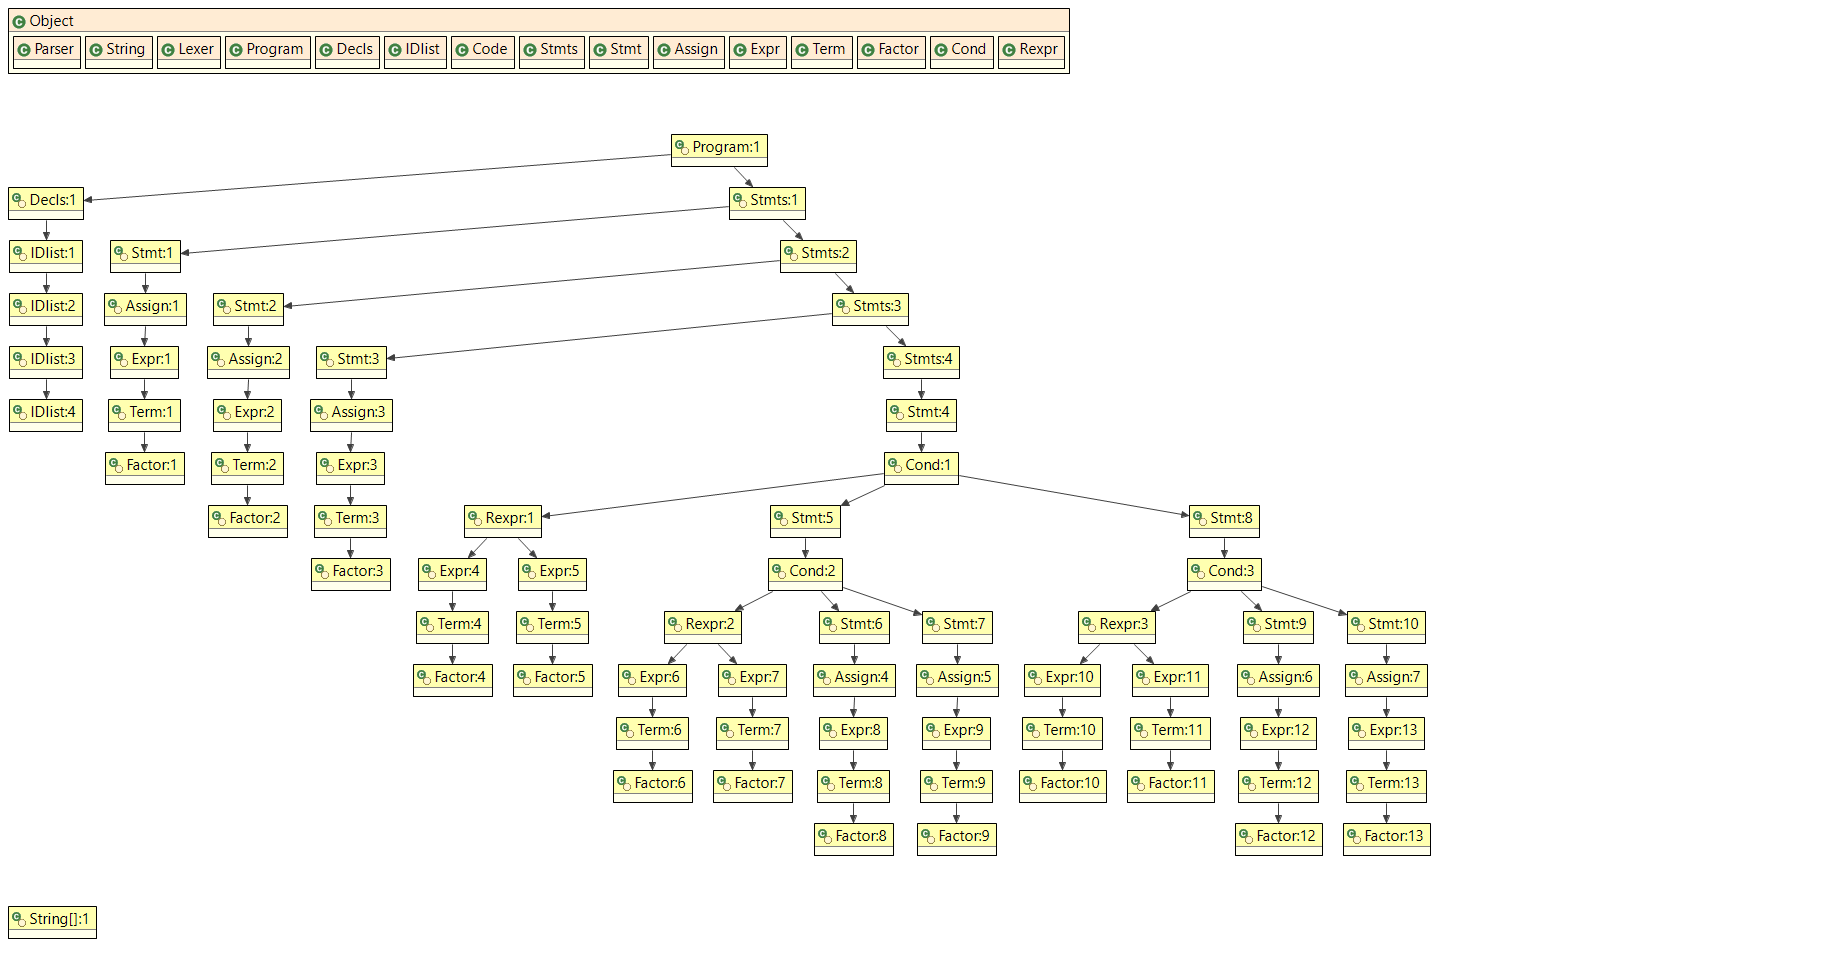 Object
Parser String Lexer Program Decls IDlist Code Stmts Stmt Assign Expr Term Factor Cond Rexpr
Program:1
Decls:1 Stmts:1
IDlist:1 Stmt:1 Stmts:2
IDlist:2 Assign:1 Stmt:2 Stmts:3
IDlist:3 Expr:1 Assign:2 Stmt:3 Stmts:4
IDlist:4 Term:1 Expr:2 Assign:3 Stmt:4
Factor:1 Term:2 Expr:3 Cond:1
Factor:2 Term:3 Rexpr:1 Stmt:5 Stmt:8
Factor:3 Expr:4 Expr:5 Cond:2 Cond:3
Term:4 Term:5 Rexpr:2 Stmt:6 Stmt:7 Rexpr:3 Stmt:9 Stmt:10
Factor:4 Factor:5 Expr:6 Expr:7 Assign:4 Assign:5 Expr:10 Expr:11 Assign:6 Assign:7
Term:6 Term:7 Expr:8 Expr:9 Term:10 Term:11 Expr:12 Expr:13
Factor:6 Factor:7 Term:8 Term:9 Factor:10 Factor:11 Term:12 Term:13
Factor:8 Factor:9 Factor:12 Factor:13
String[]:1